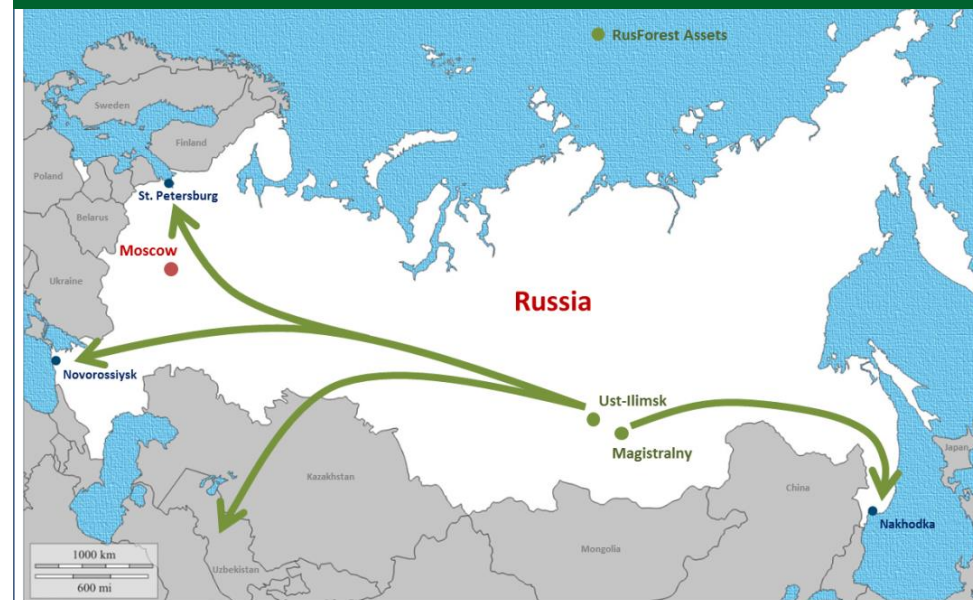 RusForest Assets
Sweden
Finland
Poland
St. Petersburg
Belarus
Moscow
Ukraine
Russia
Novorossiysk
Ust-Ilimsk
Magistralny
Kazakhstan
China
Japan
Nakhodka
Mongolia
Uzbekistan
1000 km
600 mi